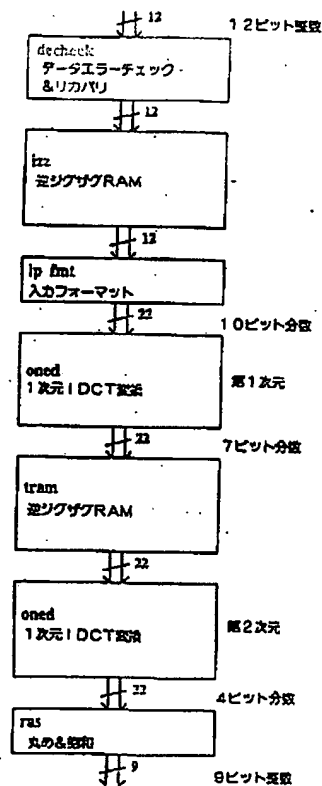 12 12ビット整数
decheck
データエラーチェック
&リカバリ
12
izz
逆ジグザグRAM
12
ip fmt
入力フォーマット
22 10ビット分数
oned
1次元IDCT変換 第1次元
22 7ビット分数
tram
逆ジグザグRAM
22
oned
1次元IDCT変換 第2次元
22 4ビット分数
ras
丸め&飽和
9 9ビット整数